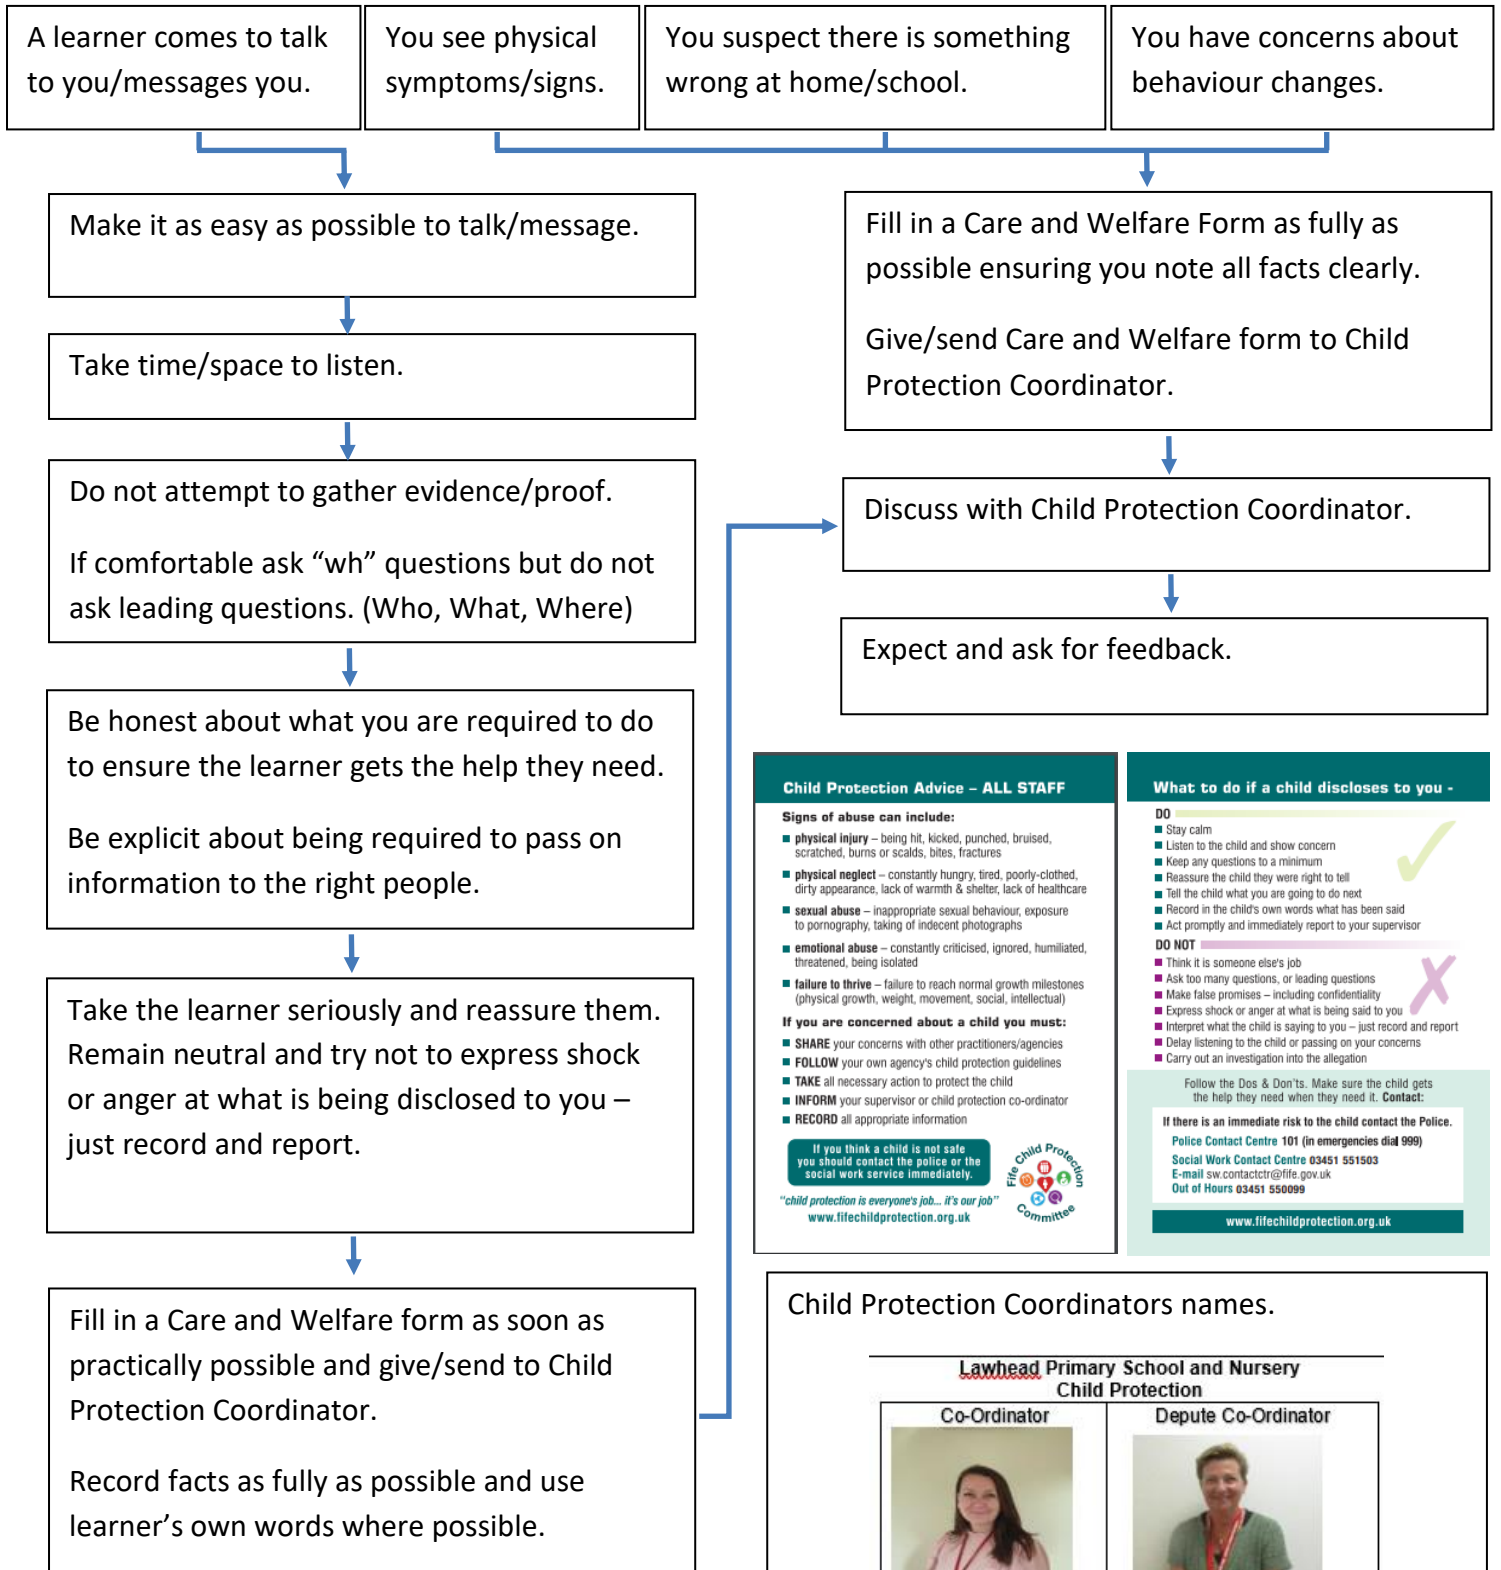 A learner comes to talk
to you/messages you.
You see physical
symptoms/signs.
You suspect there is something
wrong at home/school.
You have concerns about
behaviour changes.
Make it as easy as possible to talk/message.
Take time/space to listen.
Do not attempt to gather evidence/proof.
If comfortable ask “wh” questions but do not
ask leading questions. (Who, What, Where)
Be honest about what you are required to do
to ensure the learner gets the help they need.
Be explicit about being required to pass on
information to the right people.
Take the learner seriously and reassure them.
Remain neutral and try not to express shock
or anger at what is being disclosed to you –
just record and report.
Fill in a Care and Welfare form as soon as
practically possible and give/send to Child
Protection Coordinator.
Record facts as fully as possible and use
learner’s own words where possible.
Fill in a Care and Welfare Form as fully as
possible ensuring you note all facts clearly.
Give/send Care and Welfare form to Child
Protection Coordinator.
Discuss with Child Protection Coordinator.
Expect and ask for feedback.
Child Protection Advice – ALL STAFF
Signs of abuse can include:
physical injury – being hit, kicked, punched, bruised,
scratched, burns or scalds, bites, fractures
physical neglect – constantly hungry, tired, poorly-clothed,
dirty appearance, lack of warmth & shelter, lack of healthcare
sexual abuse – inappropriate sexual behaviour, exposure
to pornography, taking of indecent photographs
emotional abuse – constantly criticised, ignored, humiliated,
threatened, being isolated
failure to thrive – failure to reach normal growth milestones
(physical growth, weight, movement, social, intellectual)
If you are concerned about a child you must:
SHARE your concerns with other practitioners/agencies
FOLLOW your own agency's child protection guidelines
TAKE all necessary action to protect the child
INFORM your supervisor or child protection co-ordinator
RECORD all appropriate information
If you think a child is not safe
you should contact the police or the
social work service immediately.
"child protection is everyone's job... it's our job"
www.fifechildprotection.org.uk
Fife Child Protection Committee
What to do if a child discloses to you -
DO
Stay calm
Listen to the child and show concern
Keep any questions to a minimum
Reassure the child they were right to tell
Tell the child what you are going to do next
Record in the child's own words what has been said
Act promptly and immediately report to your supervisor
DO NOT
Think it is someone else's job
Ask too many questions, or leading questions
Make false promises – including confidentiality
Express shock or anger at what is being said to you
Interpret what the child is saying to you – just record and report
Delay listening to the child or passing on your concerns
Carry out an investigation into the allegation
Follow the Dos & Don'ts. Make sure the child gets
the help they need when they need it. Contact:
If there is an immediate risk to the child contact the Police.
Police Contact Centre 101 (in emergencies dial 999)
Social Work Contact Centre 03451 551503
E-mail sw.contactctr@fife.gov.uk
Out of Hours 03451 550099
www.fifechildprotection.org.uk
Child Protection Coordinators names.
Lawhead Primary School and Nursery
Child Protection
Co-Ordinator
Depute Co-Ordinator